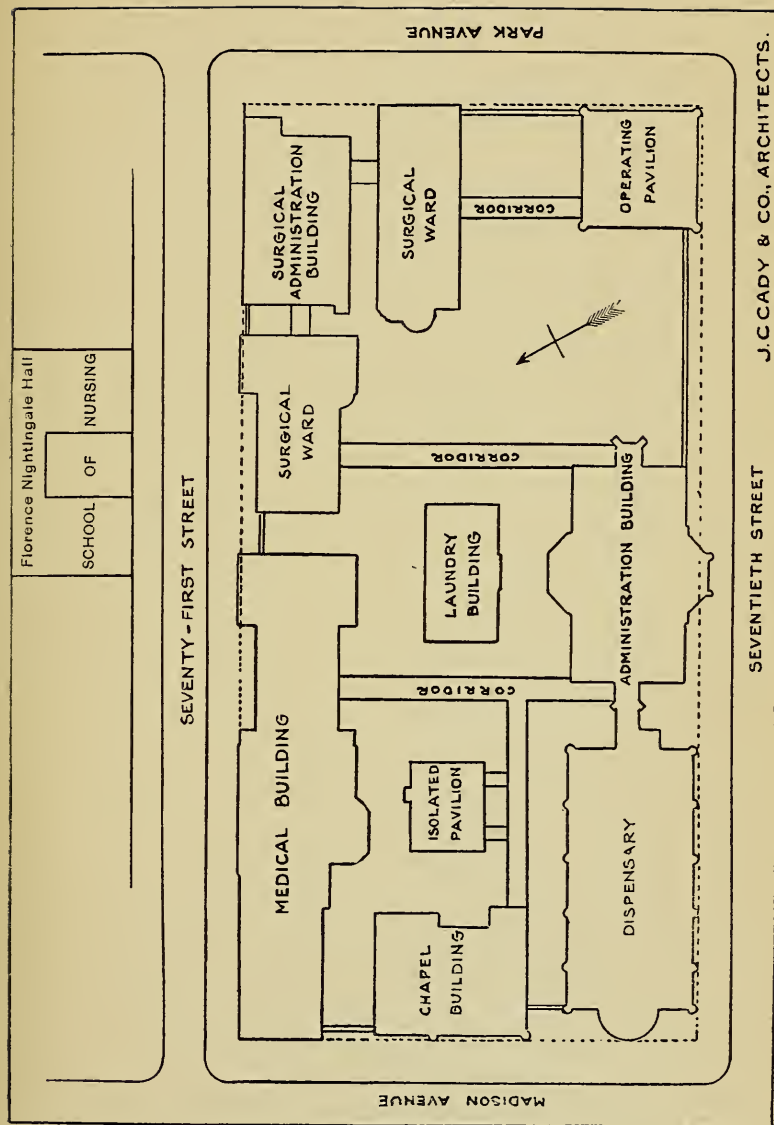 PARK AVENUE
Florence Nightingale Hall
SCHOOL OF NURSING
SEVENTY-FIRST STREET
SURGICAL
ADMINISTRATION
BUILDING
SURGICAL
WARD
CORRIDOR
OPERATING
PAVILION
SURGICAL
WARD
CORRIDOR
LAUNDRY
BUILDING
ADMINISTRATION BUILDING
MEDICAL BUILDING
CORRIDOR
ISOLATED
PAVILION
CHAPEL
BUILDING
DISPENSARY
MADISON AVENUE
SEVENTIETH STREET
J. C CADY & CO., ARCHITECTS.